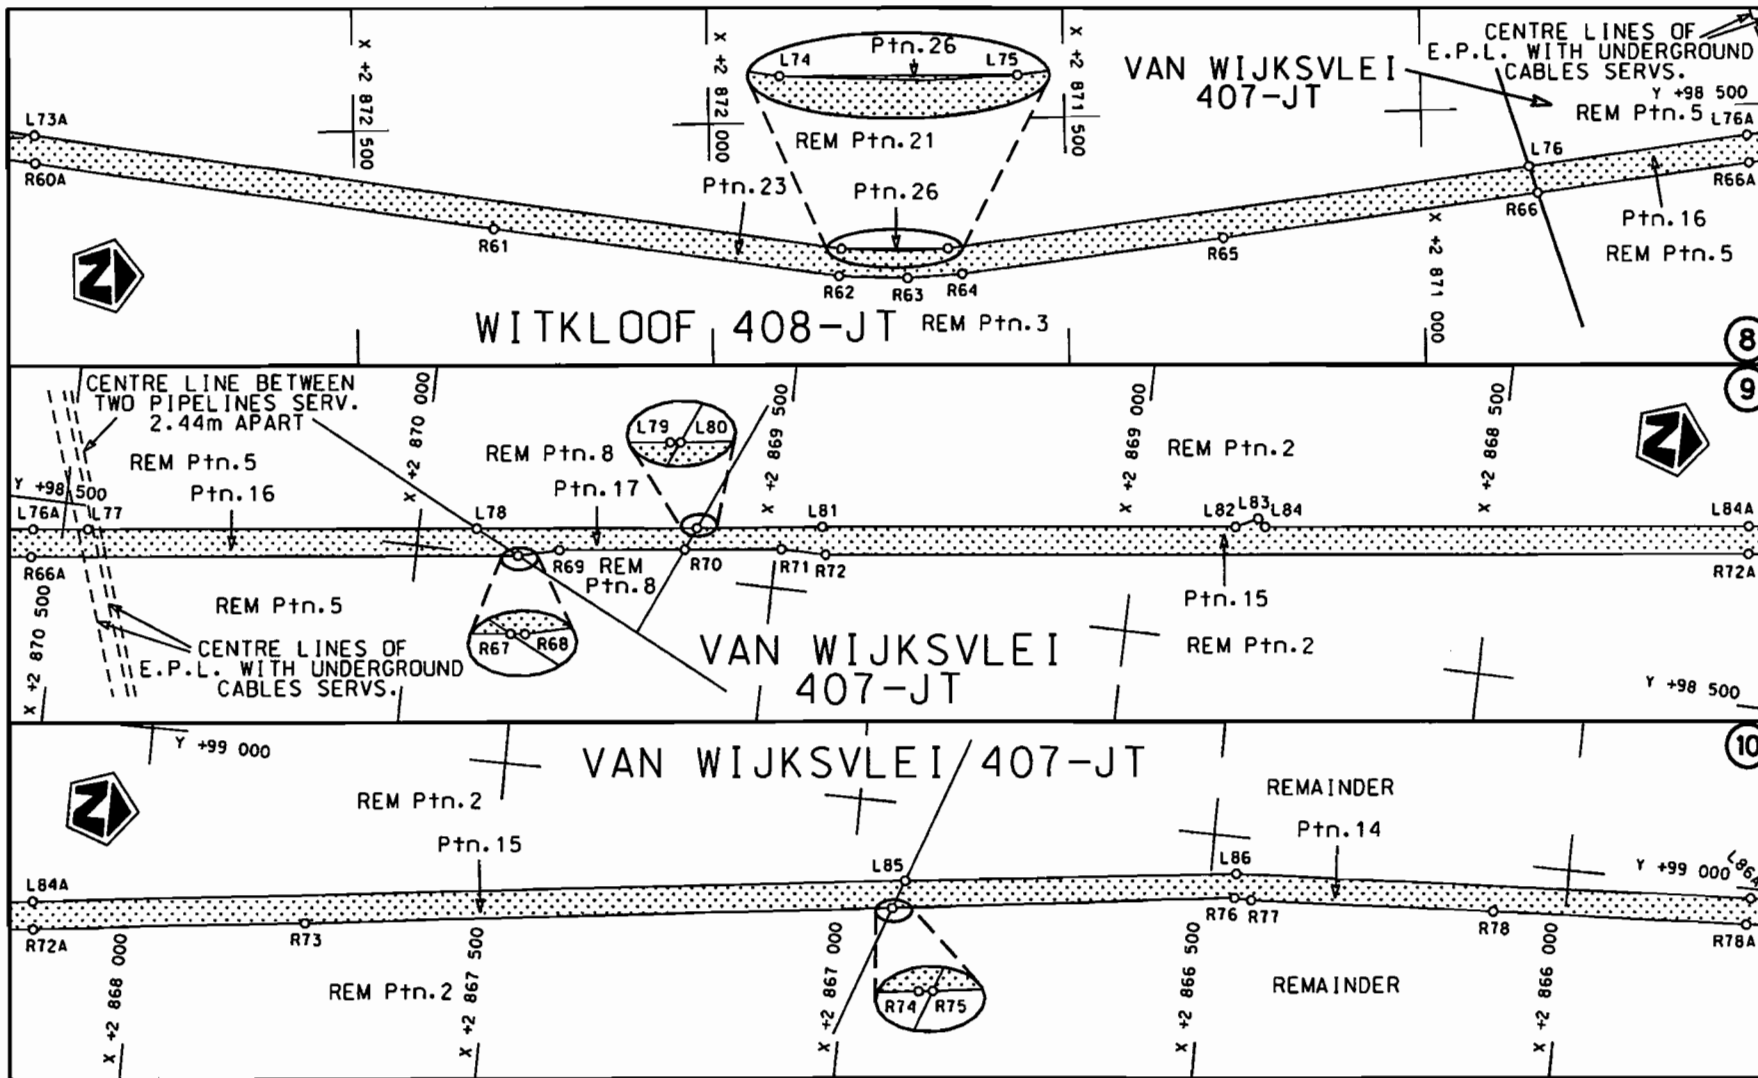 CENTRE LINES OF
E.P.L. WITH UNDERGROUND
CABLES SERVS.
Ptn.26
L74
L75
VAN WIJKSVLEI
407-JT
Y +98 500
REM Ptn.5
L76A
L73A
X +2 872 500
X +2 872 000
X +2 871 500
REM Ptn.21
L76
R60A
Ptn.23
Ptn.26
R66A
R66
Ptn.16
R61
R65
X +2 871 000
REM Ptn.5
R62
R63
R64
WITKLOOF 408-JT
REM Ptn.3
8
CENTRE LINE BETWEEN
TWO PIPELINES SERV.
2.44m APART
X +2 870 000
X +2 869 500
X +2 869 000
X +2 868 500
9
L79
L80
REM Ptn.5
REM Ptn.8
REM Ptn.2
Y +98 500
Ptn.16
Ptn.17
L76A
L77
L78
L81
L82
L83
L84
L84A
R66A
R69
REM
Ptn.8
R70
R71
R72
R72A
X +2 870 500
REM Ptn.5
Ptn.15
REM Ptn.2
CENTRE LINES OF
E.P.L. WITH UNDERGROUND
CABLES SERVS.
R67
R68
VAN WIJKSVLEI
407-JT
Y +98 500
Y +99 000
VAN WIJKSVLEI 407-JT
10
REM Ptn.2
REMAINDER
Ptn.15
Ptn.14
L84A
L85
L86
Y +99 000
L86A
R72A
R73
R76
R77
R78
R78A
X +2 868 000
X +2 867 500
X +2 867 000
X +2 866 500
X +2 866 000
REM Ptn.2
R74
R75
REMAINDER